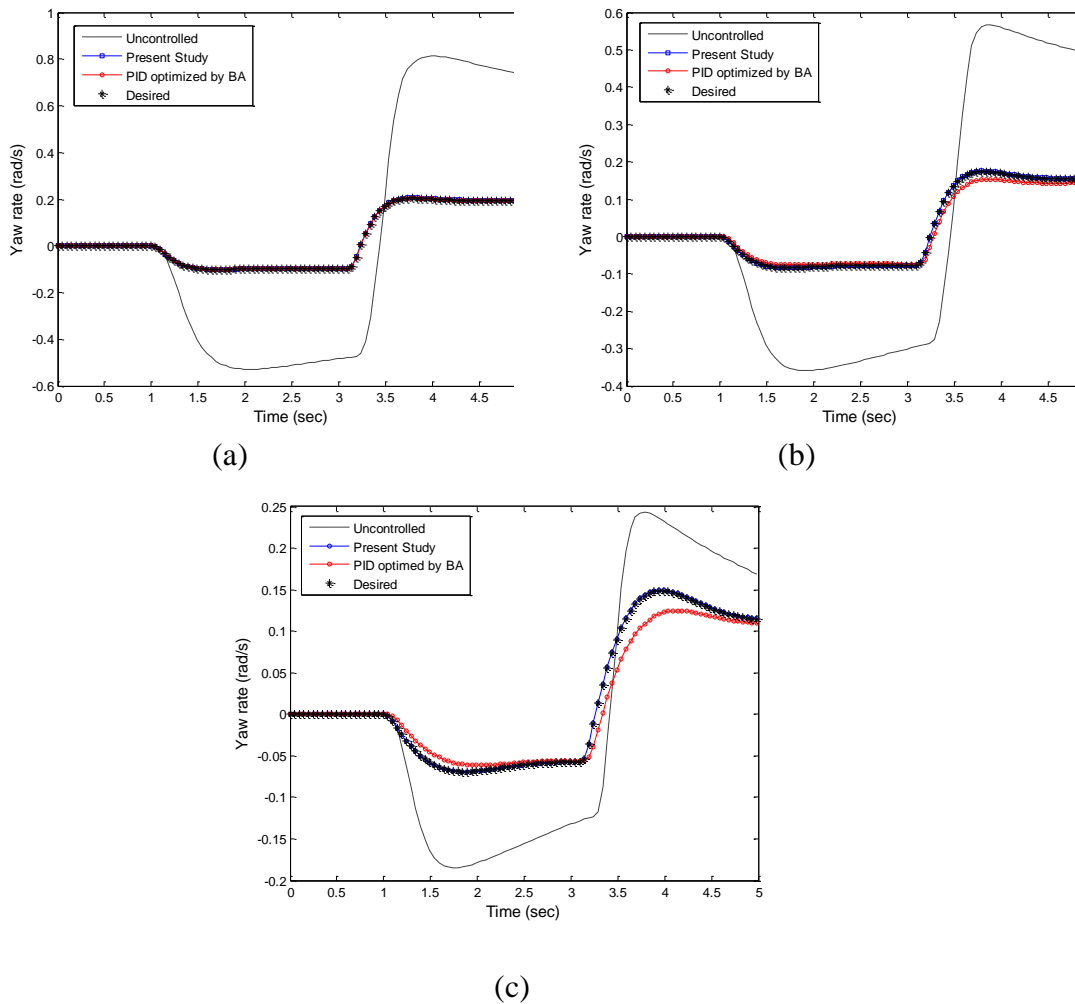 1
0.8
0.6
0.4
0.2
0
-0.2
-0.4
-0.6
0 0.5 1 1.5 2 2.5 3 3.5 4 4.5
Yaw rate (rad/s)
Time (sec)
Uncontrolled
Present Study
PID optimized by BA
Desired
(a)
0.6
0.5
0.4
0.3
0.2
0.1
0
-0.1
-0.2
-0.3
-0.4
0 0.5 1 1.5 2 2.5 3 3.5 4 4.5
Yaw rate (rad/s)
Time (sec)
Uncontrolled
Present Study
PID optimized by BA
Desired
(b)
0.25
0.2
0.15
0.1
0.05
0
-0.05
-0.1
-0.15
-0.2
0 0.5 1 1.5 2 2.5 3 3.5 4 4.5 5
Yaw rate (rad/s)
Time (sec)
Uncontrolled
Present Study
PID optimed by BA
Desired
(c)